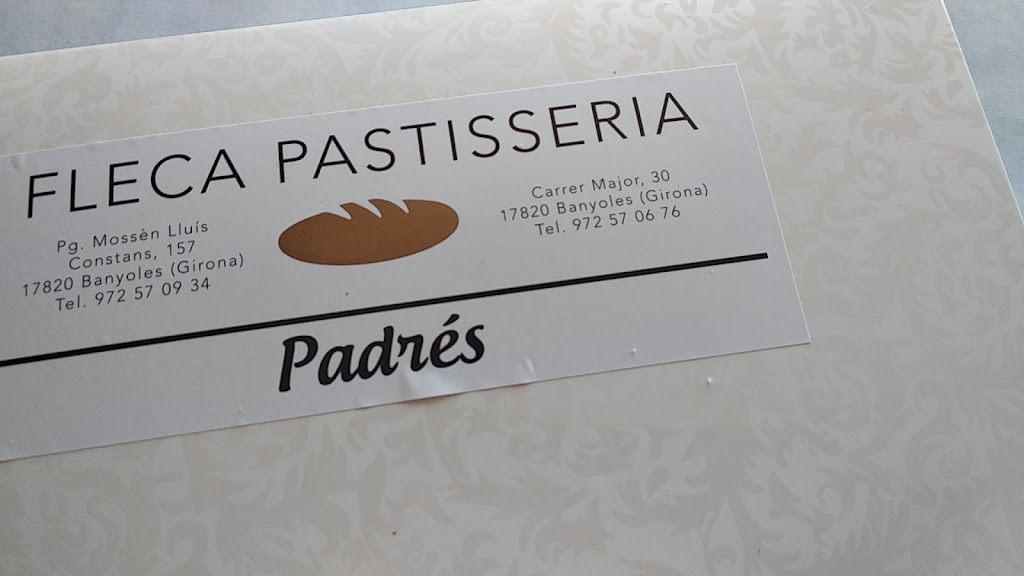 FLECA PASTISSERIA
Pg. Mossèn Lluís
Constans, 157
17820 Banyoles (Girona)
Tel. 972 57 09 34
Carrer Major, 30
17820 Banyoles (Girona)
Tel. 972 57 06 76
Padrés